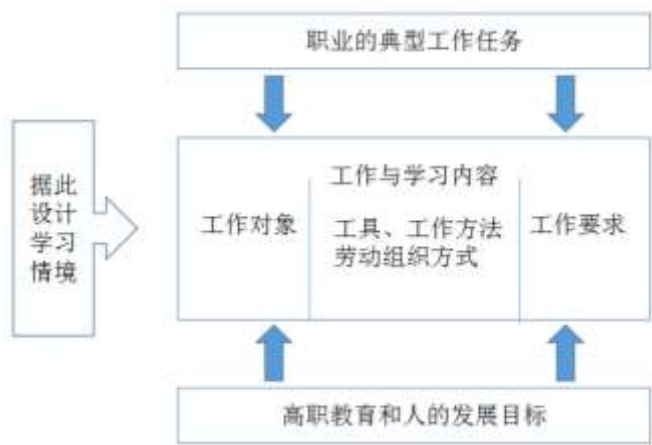 职业的典型工作任务
据此
设计
学习
情境
工作与学习内容
工作对象
工具、工作方法
劳动组织方式
工作要求
高职教育和人的发展目标